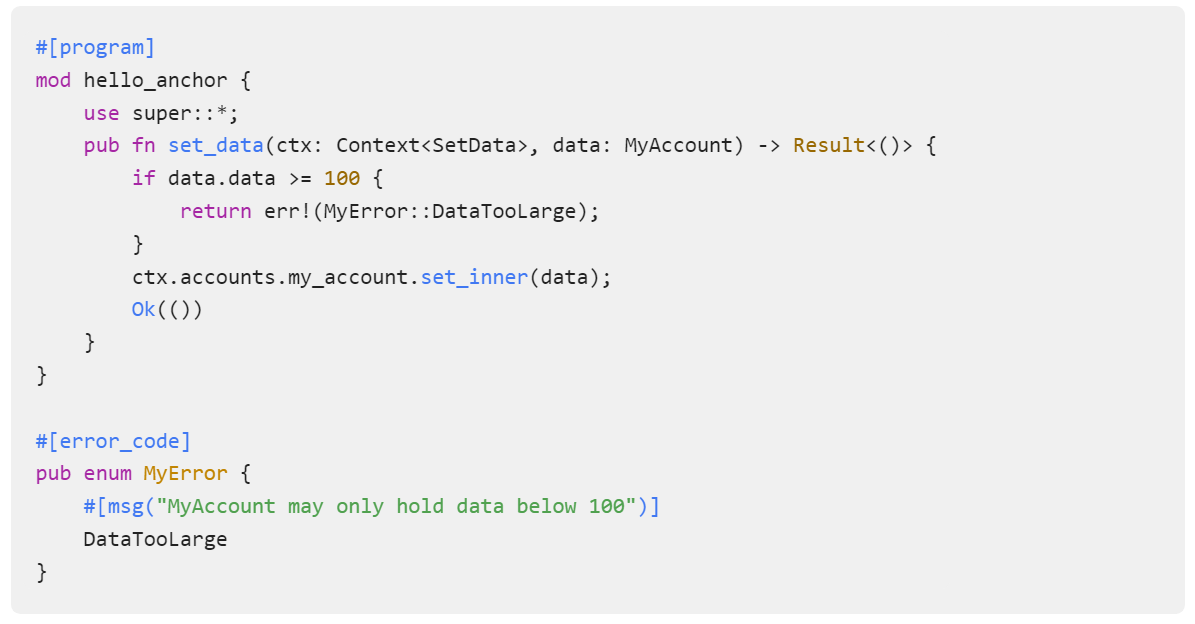 #[program]
mod hello_anchor {
    use super::*;
    pub fn set_data(ctx: Context<SetData>, data: MyAccount) -> Result<()> {
        if data.data >= 100 {
            return err!(MyError::DataTooLarge);
        }
        ctx.accounts.my_account.set_inner(data);
        Ok(())
    }
}

#[error_code]
pub enum MyError {
    #[msg("MyAccount may only hold data below 100")]
    DataTooLarge
}